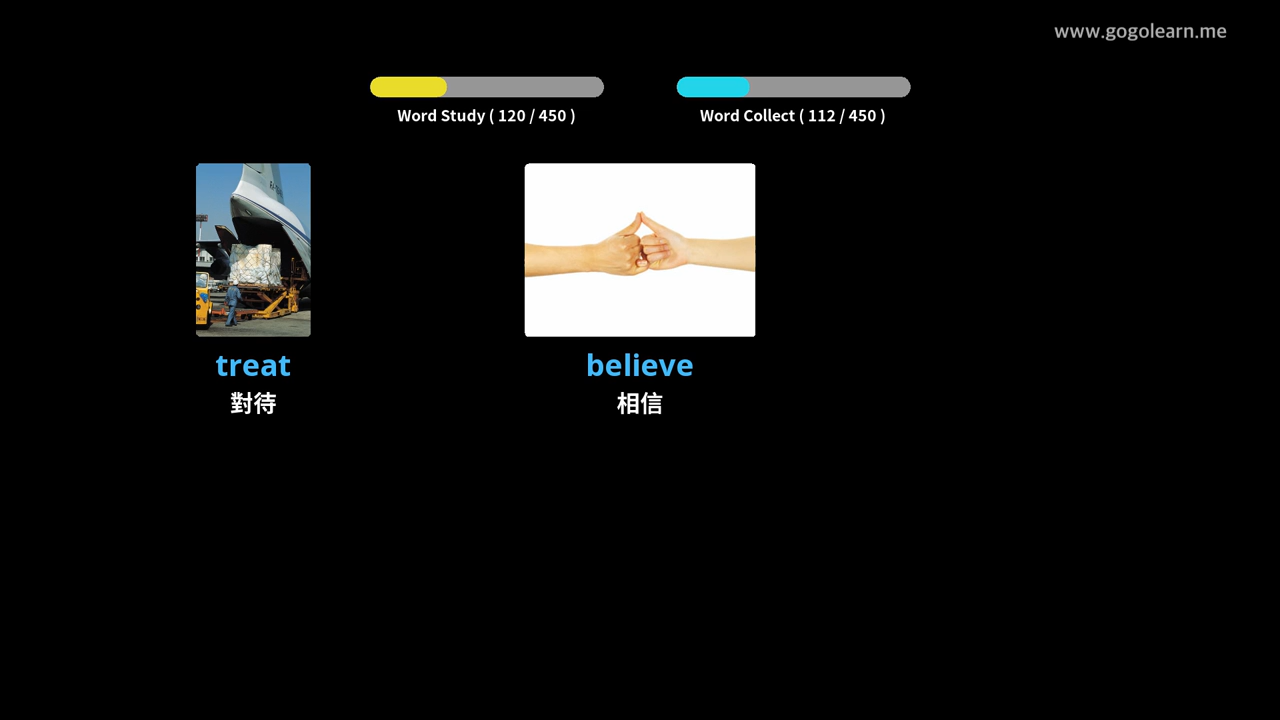 www.gogolearn.me
Word Study ( 120 / 450 )
Word Collect ( 112 / 450 )
treat
believe
對待
相信